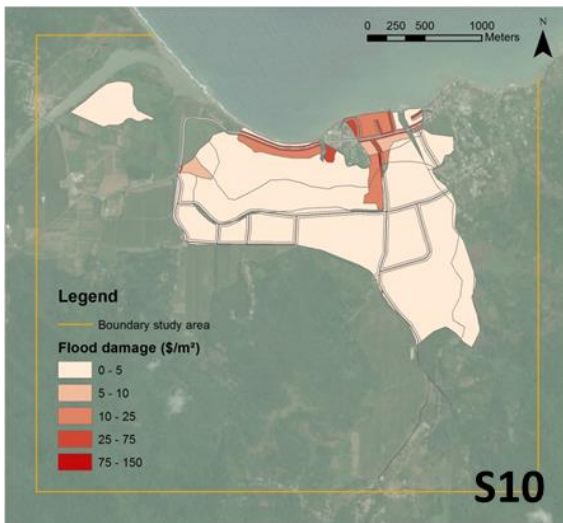 0 250 500 1000
Meters
N
Legend
Boundary study area
Flood damage ($/m²)
0 - 5
5 - 10
10 - 25
25 - 75
75 - 150
S10